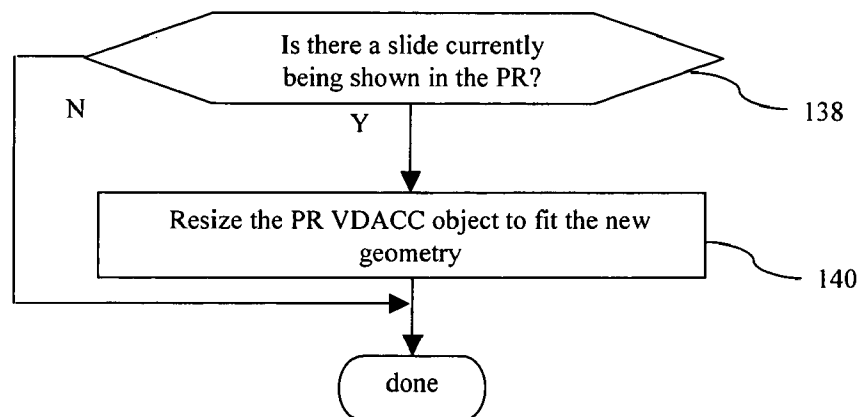 Is there a slide currently
being shown in the PR?
138
N
Y
Resize the PR VDACC object to fit the new
geometry
140
done